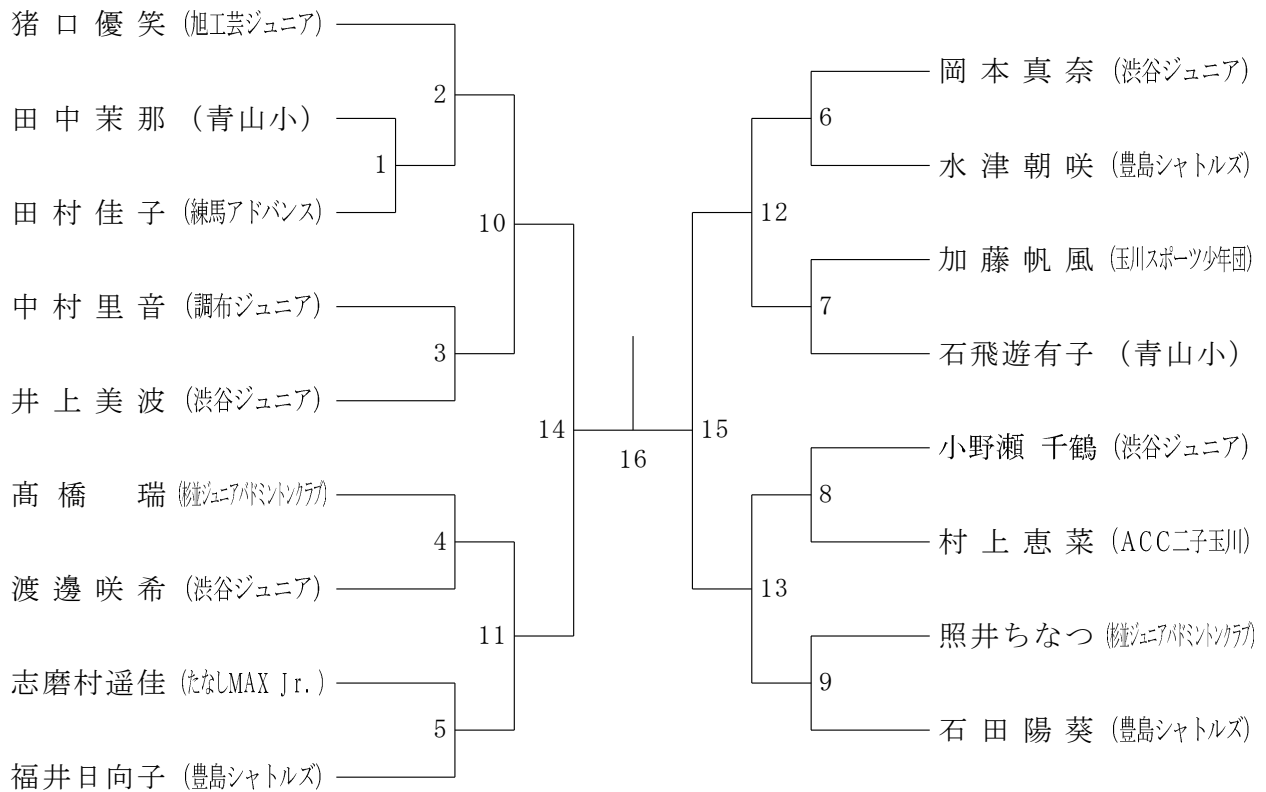 猪口優笑 (旭工芸ジュニア)
田中茉那 (青山小)
田村佳子 (練馬アドバンス)
中村里音 (調布ジュニア)
井上美波 (渋谷ジュニア)
髙橋 瑞 (杉並ジュニアバドミントンクラブ)
渡邊咲希 (渋谷ジュニア)
志磨村遥佳 (たなしMAX Jr.)
福井日向子 (豊島シャトルズ)
1
2
3
4
5
10
11
14
16
15
12
13
6
7
8
9
岡本真奈 (渋谷ジュニア)
水津朝咲 (豊島シャトルズ)
加藤帆風 (玉川スポーツ少年団)
石飛遊有子 (青山小)
小野瀬 千鶴 (渋谷ジュニア)
村上恵菜 (ACC二子玉川)
照井ちなつ (杉並ジュニアバドミントンクラブ)
石田陽葵 (豊島シャトルズ)